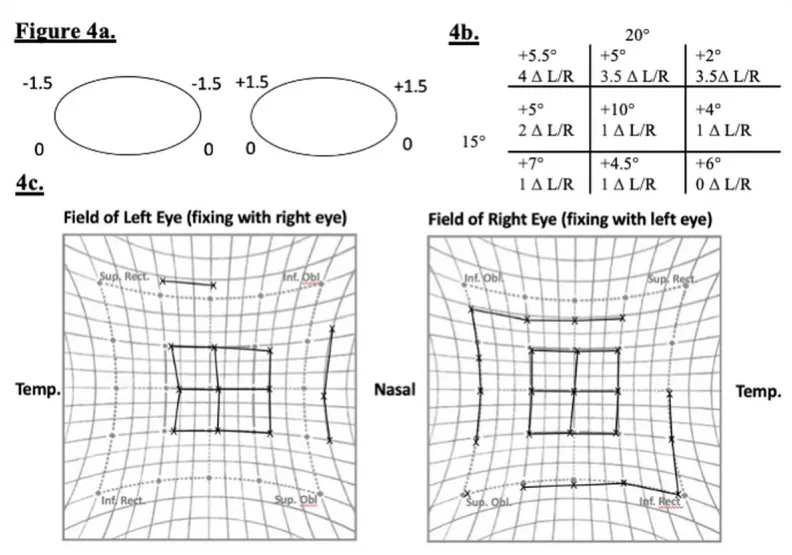 Figure 4a.
-1.5 -1.5 +1.5 +1.5
0 0 0 0
4b.
20°
+5.5° +5° +2°
4 Δ L/R 3.5 Δ L/R 3.5Δ L/R
+5° +10° +4°
15° 2 Δ L/R 1 Δ L/R 1 Δ L/R
+7° +4.5° +6°
1 Δ L/R 1 Δ L/R 0 Δ L/R
4c.
Field of Left Eye (fixing with right eye)
Sup. Rect. Inf. Obl
Temp. Nasal
Inf. Rect. Sup. Obl
Field of Right Eye (fixing with left eye)
Inf. Obl. Sup. Rect.
Temp.
Sup. Obl. Inf. Rect